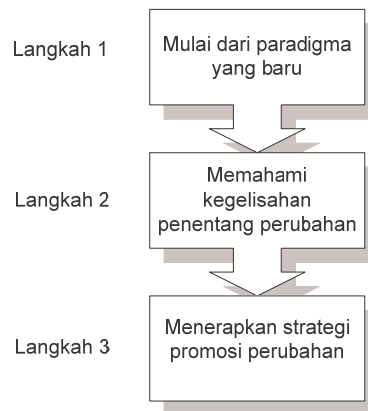 Langkah 1
Mulai dari paradigma
yang baru
Langkah 2
Memahami
kegelisahan
penentang perubahan
Langkah 3
Menerapkan strategi
promosi perubahan